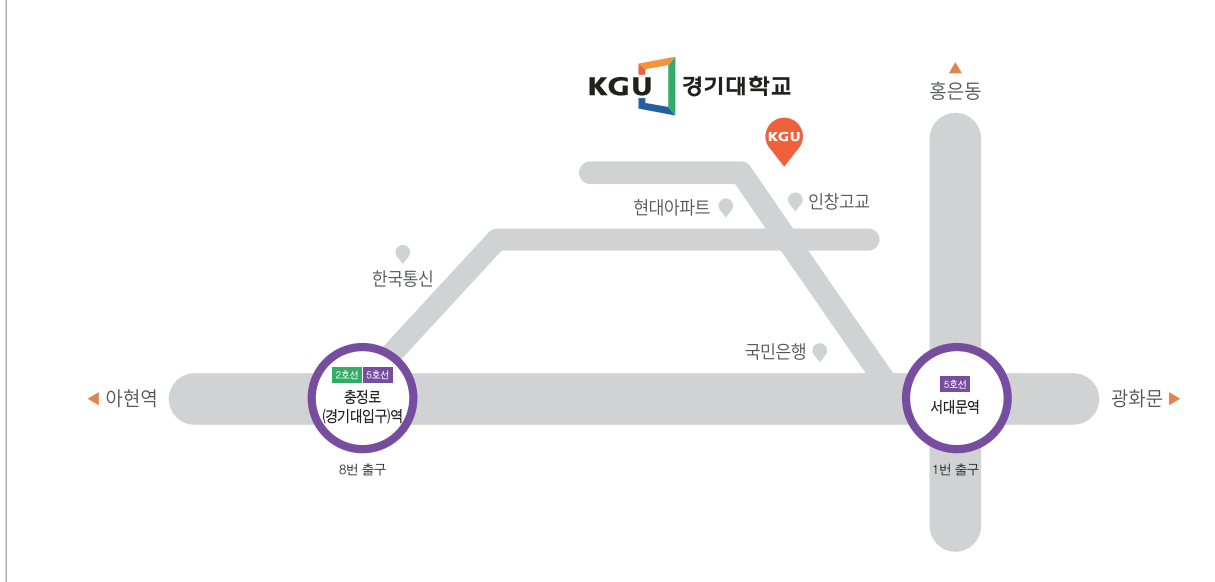 KGU 경기대학교
홍은동
KGU
현대아파트
인창고교
한국통신
국민은행
아현역
2호선 5호선
충정로
(경기대입구)역
8번 출구
5호선
서대문역
1번 출구
광화문